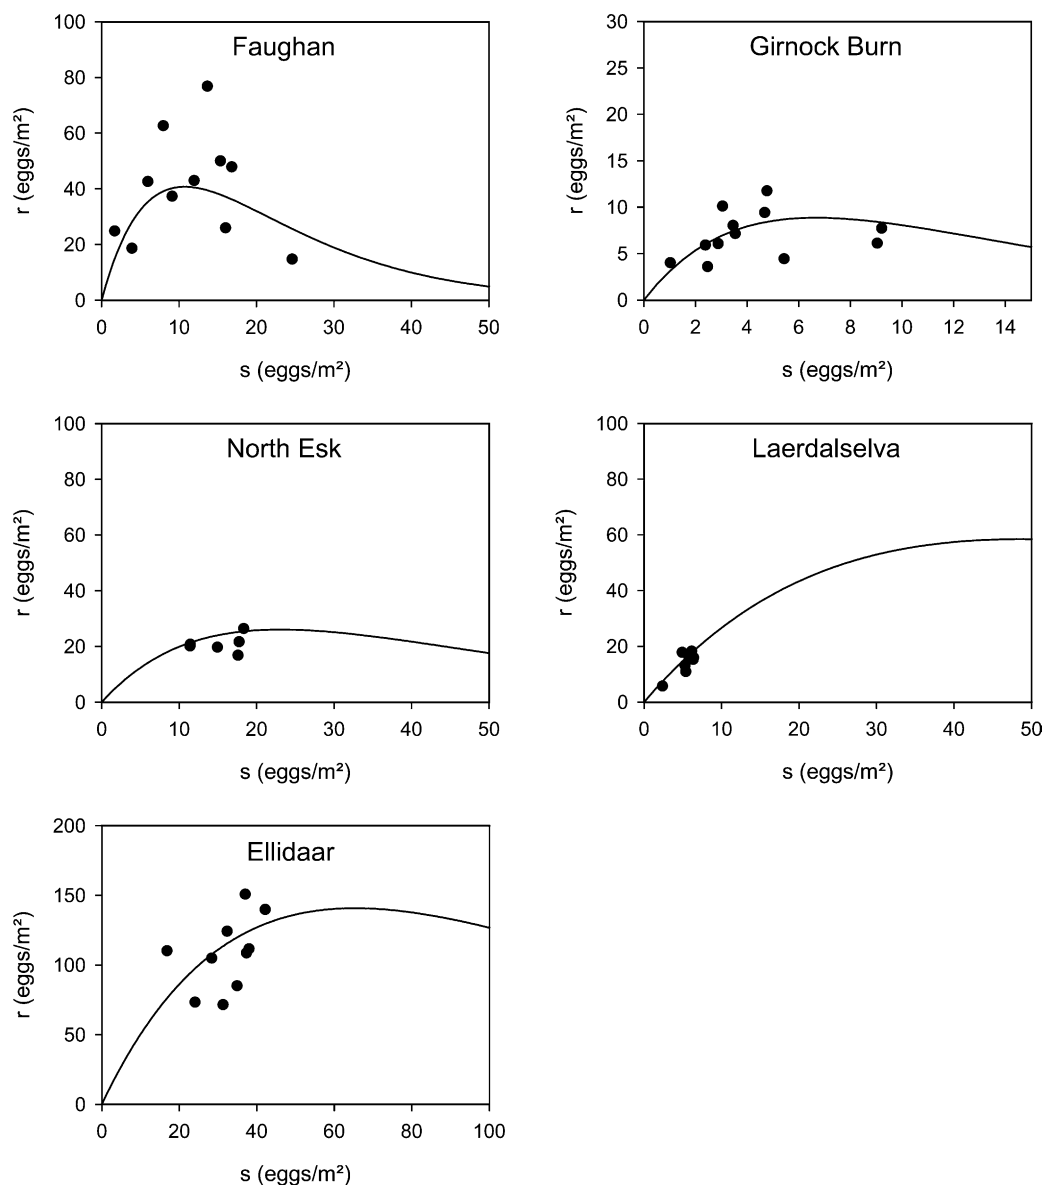 Faughan
100
80
60
40
20
0
r (eggs/m²)
0 10 20 30 40 50
s (eggs/m²)
Girnock Burn
30
25
20
15
10
5
0
r (eggs/m²)
0 2 4 6 8 10 12 14
s (eggs/m²)
North Esk
100
80
60
40
20
0
r (eggs/m²)
0 10 20 30 40 50
s (eggs/m²)
Laerdalselva
100
80
60
40
20
0
r (eggs/m²)
0 10 20 30 40 50
s (eggs/m²)
Ellidaar
200
150
100
50
0
r (eggs/m²)
0 20 40 60 80 100
s (eggs/m²)